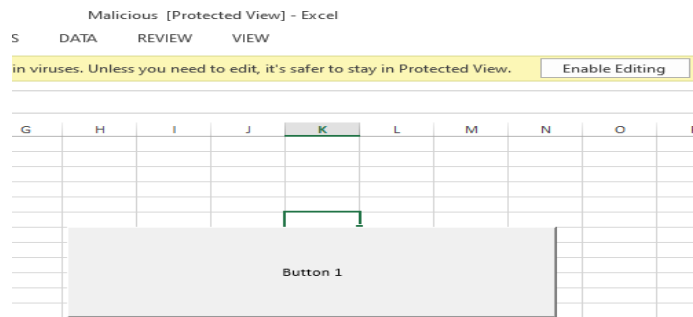 Malicious [Protected View] - Excel
S DATA REVIEW VIEW
in viruses. Unless you need to edit, it's safer to stay in Protected View. Enable Editing
G H I J K L M N O
Button 1